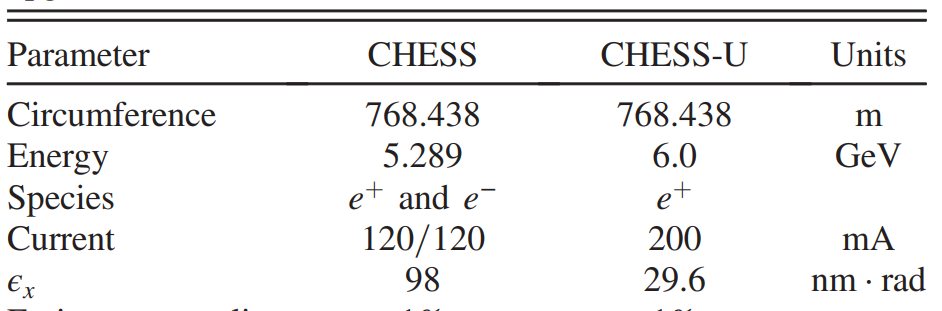 Parameter CHESS CHESS-U Units
Circumference 768.438 768.438 m
Energy 5.289 6.0 GeV
Species e⁺ and e⁻ e⁺
Current 120/120 200 mA
ϵₓ 98 29.6 nm · rad